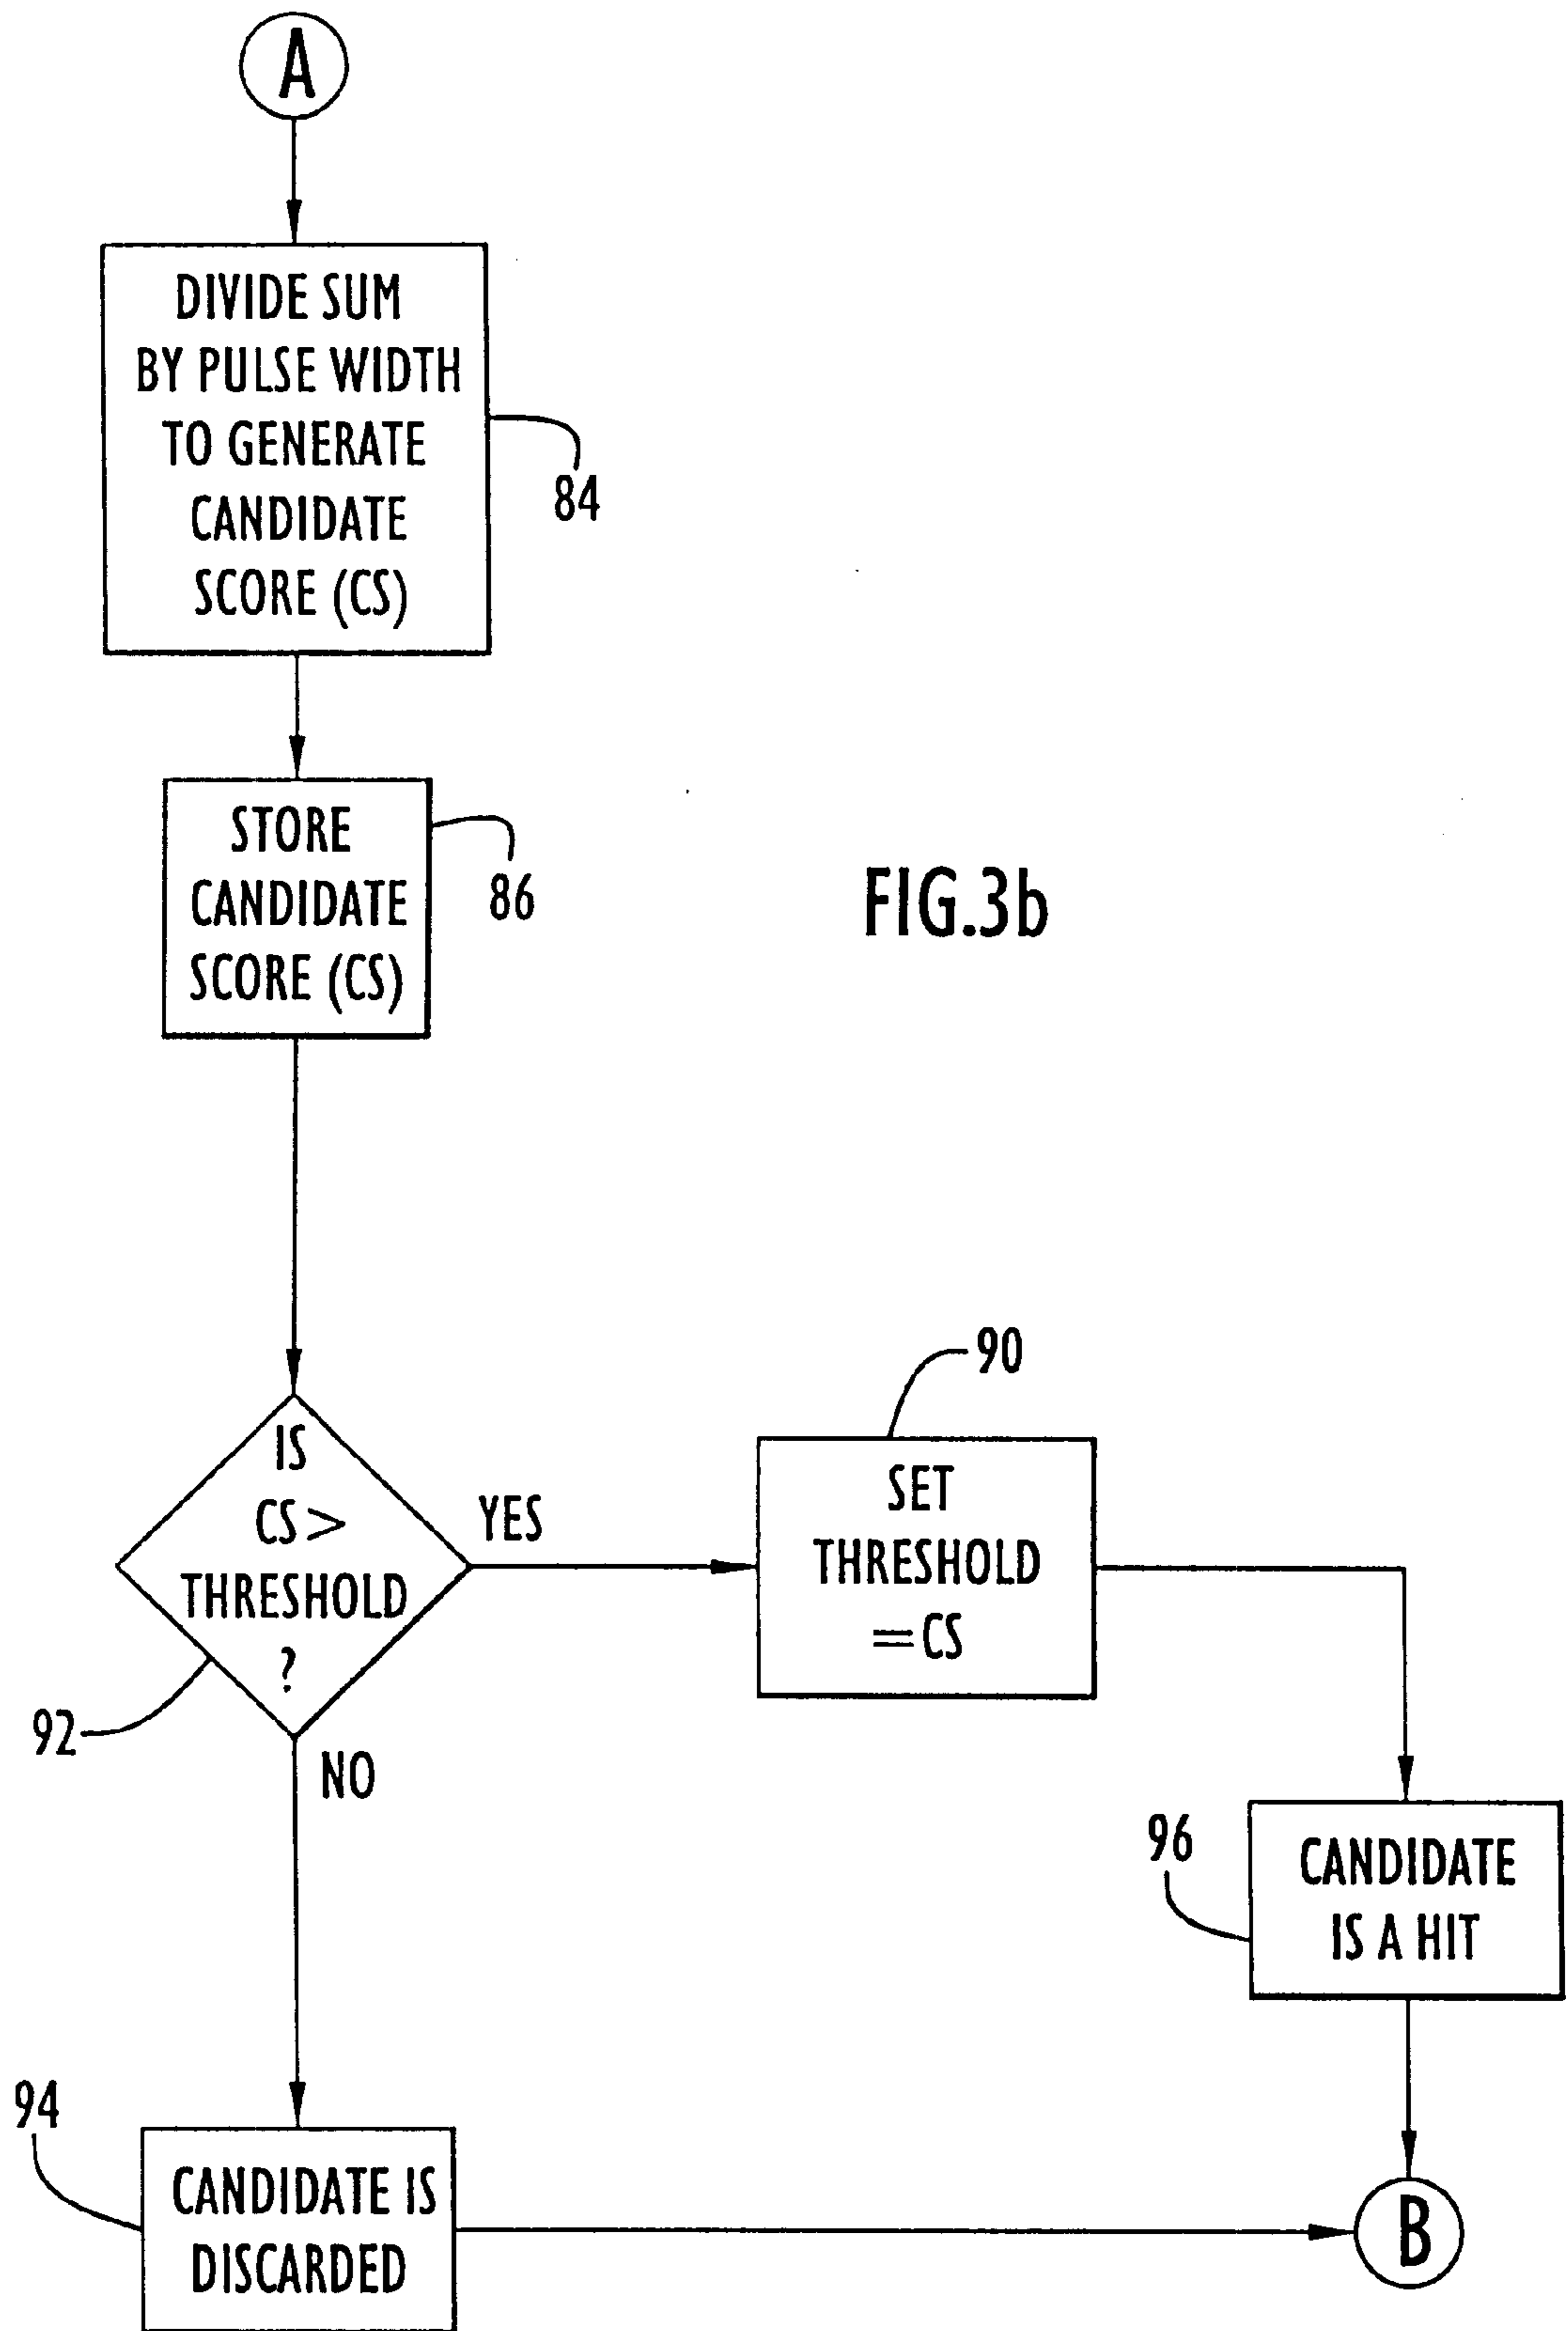 A
DIVIDE SUM
BY PULSE WIDTH
TO GENERATE
CANDIDATE
SCORE (CS)
84
STORE
CANDIDATE
SCORE (CS)
86
FIG.3b
IS
CS >
THRESHOLD
?
92
YES
NO
90
SET
THRESHOLD
=CS
96
CANDIDATE
IS A HIT
94
CANDIDATE IS
DISCARDED
B